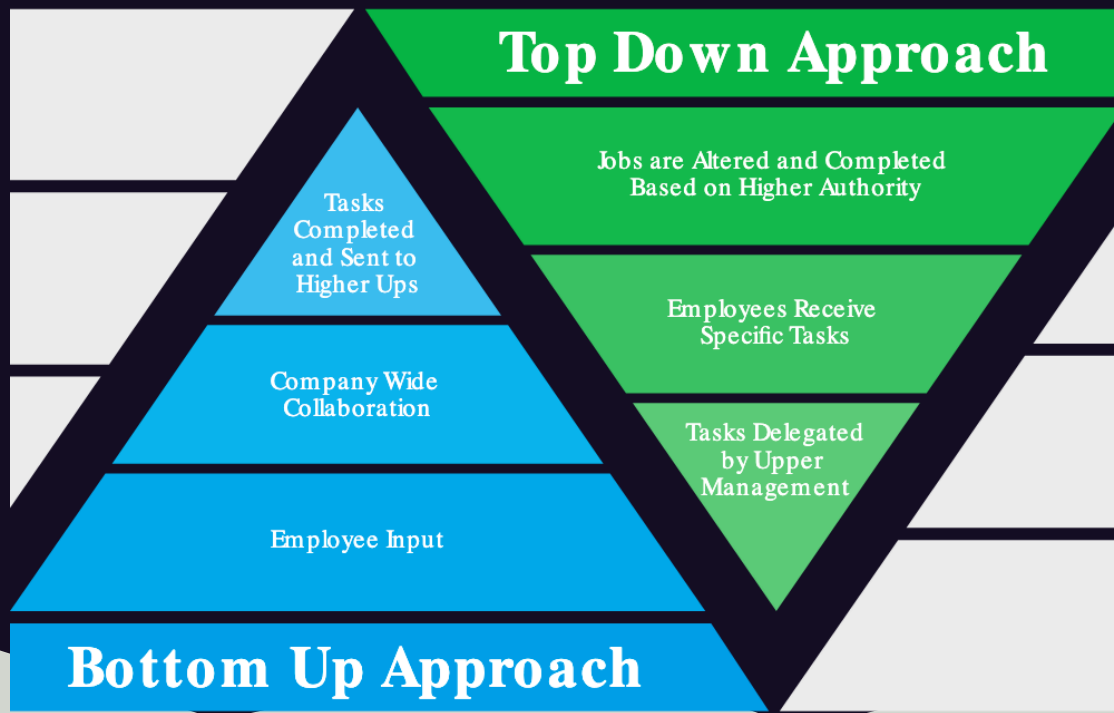 Top Down Approach
Jobs are Altered and Completed
Based on Higher Authority
Employees Receive
Specific Tasks
Tasks Delegated
by Upper
Management
Tasks
Completed
and Sent to
Higher Ups
Company Wide
Collaboration
Employee Input
Bottom Up Approach